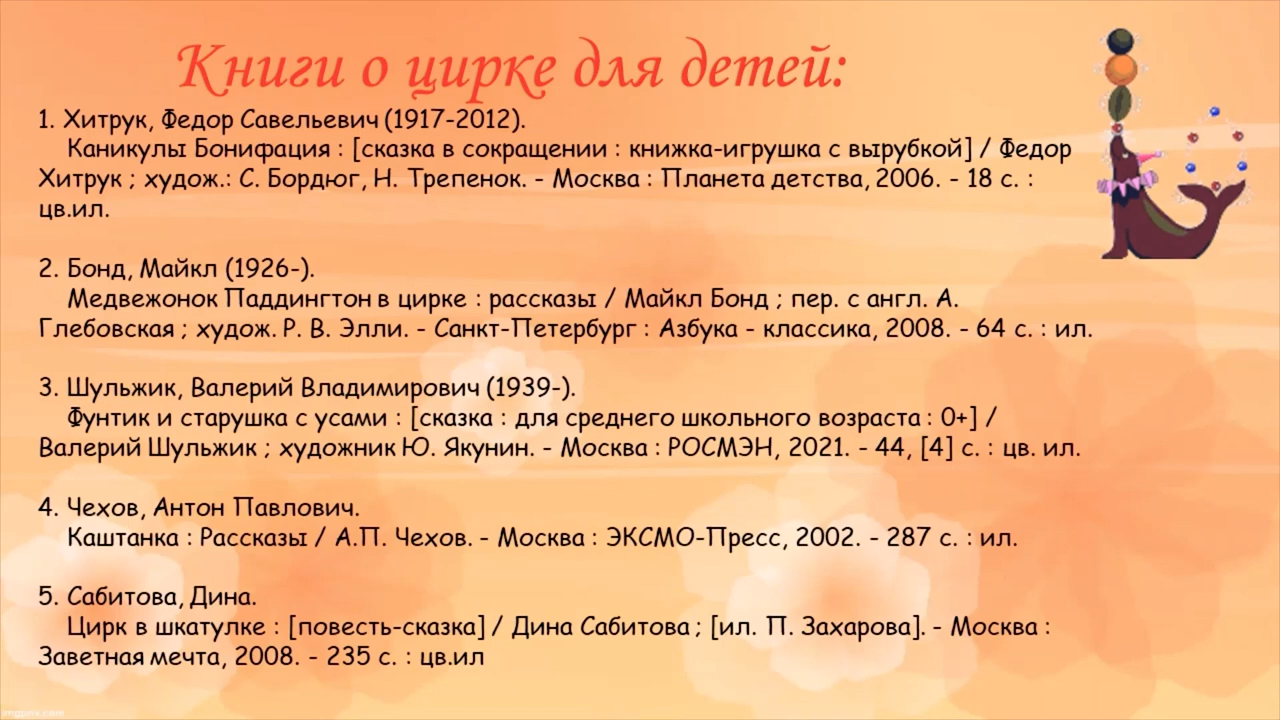 Книги о цирке для детей:
1. Хитрук, Федор Савельевич (1917-2012).
Каникулы Бонифация : [сказка в сокращении : книжка-игрушка с вырубкой] / Федор
Хитрук ; худож.: С. Бордюг, Н. Трепенок. - Москва : Планета детства, 2006. - 18 с. :
цв.ил.
2. Бонд, Майкл (1926-).
Медвежонок Паддингтон в цирке : рассказы / Майкл Бонд ; пер. с англ. А.
Глебовская ; худож. Р. В. Элли. - Санкт-Петербург : Азбука - классика, 2008. - 64 с. : ил.
3. Шульжик, Валерий Владимирович (1939-).
Фунтик и старушка с усами : [сказка : для среднего школьного возраста : 0+] /
Валерий Шульжик ; художник Ю. Якунин. - Москва : РОСМЭН, 2021. - 44, [4] с. : цв. ил.
4. Чехов, Антон Павлович.
Каштанка : Рассказы / А.П. Чехов. - Москва : ЭКСМО-Пресс, 2002. - 287 с. : ил.
5. Сабитова, Дина.
Цирк в шкатулке : [повесть-сказка] / Дина Сабитова ; [ил. П. Захарова]. - Москва :
Заветная мечта, 2008. - 235 с. : цв.ил